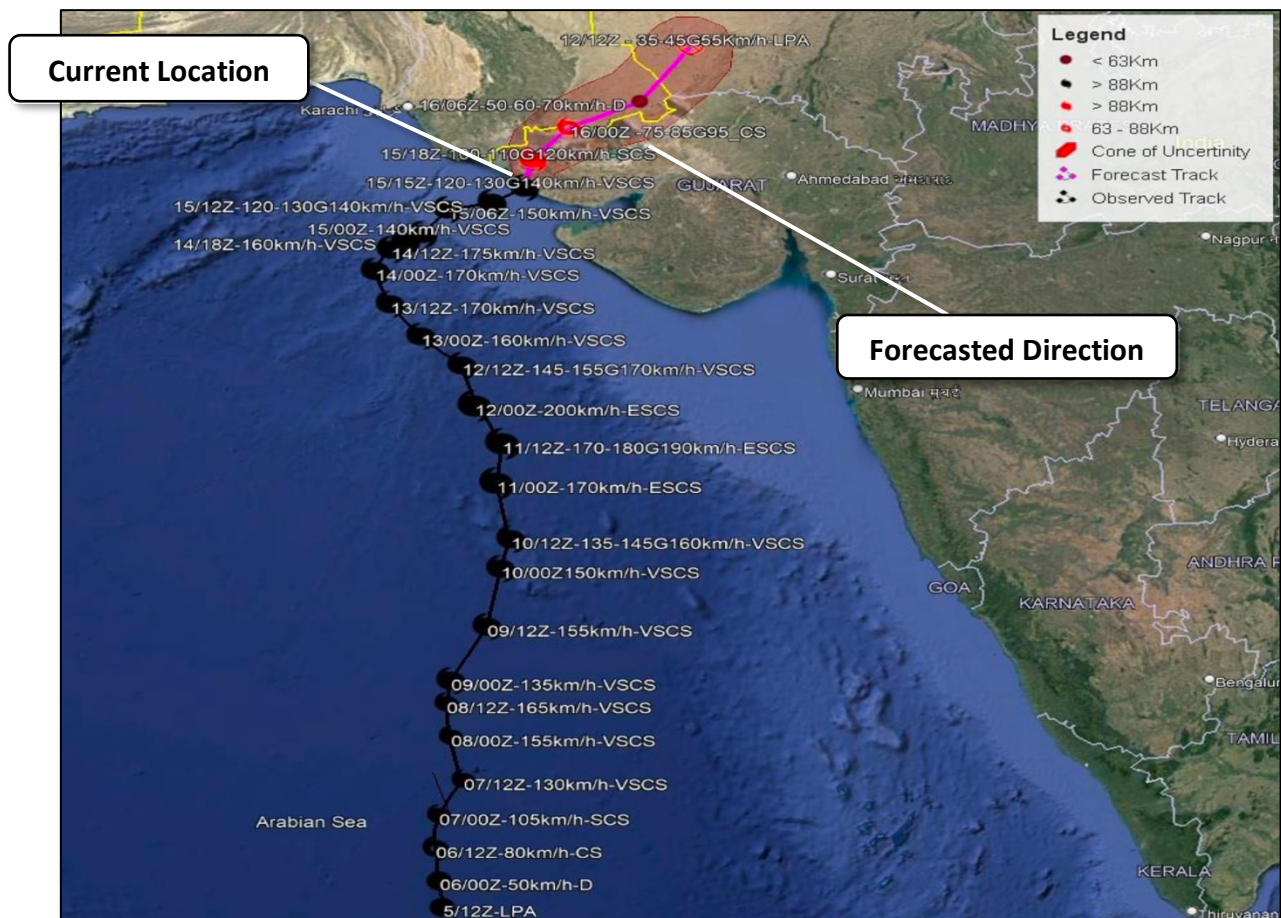 Current Location
12/12Z - 35-45G55Km/h-LPA
Karachi
16/06Z-50-60-70km/h-D
16/00Z -75-85G95_CS
15/18Z-100-110G120km/h-SCS
15/15Z-120-130G140km/h-VSCS
15/12Z-120-130G140km/h-VSCS
15/06Z-150km/h-VSCS
15/00Z-140km/h-VSCS
14/18Z-160km/h-VSCS
14/12Z-175km/h-VSCS
14/00Z-170km/h-VSCS
13/12Z-170km/h-VSCS
13/00Z-160km/h-VSCS
12/12Z-145-155G170km/h-VSCS
12/00Z-200km/h-ESCS
11/12Z-170-180G190km/h-ESCS
11/00Z-170km/h-ESCS
10/12Z-135-145G160km/h-VSCS
10/00Z150km/h-VSCS
09/12Z-155km/h-VSCS
09/00Z-135km/h-VSCS
08/12Z-165km/h-VSCS
08/00Z-155km/h-VSCS
07/12Z-130km/h-VSCS
07/00Z-105km/h-SCS
06/12Z-80km/h-CS
06/00Z-50km/h-D
5/12Z-LPA
Arabian Sea
Legend
< 63Km
> 88Km
> 88Km
63 - 88Km
Cone of Uncertinity
Forecast Track
Observed Track
MADHYA
India
GUJARAT
Ahmedabad
Nagpur
Surat
Forecasted Direction
Mumbai मुंबई
TELANGA
Hydera
ANDHRA P
GOA
KARNATAKA
Bengalur
TAMIL
KERALA
Thiruvanan